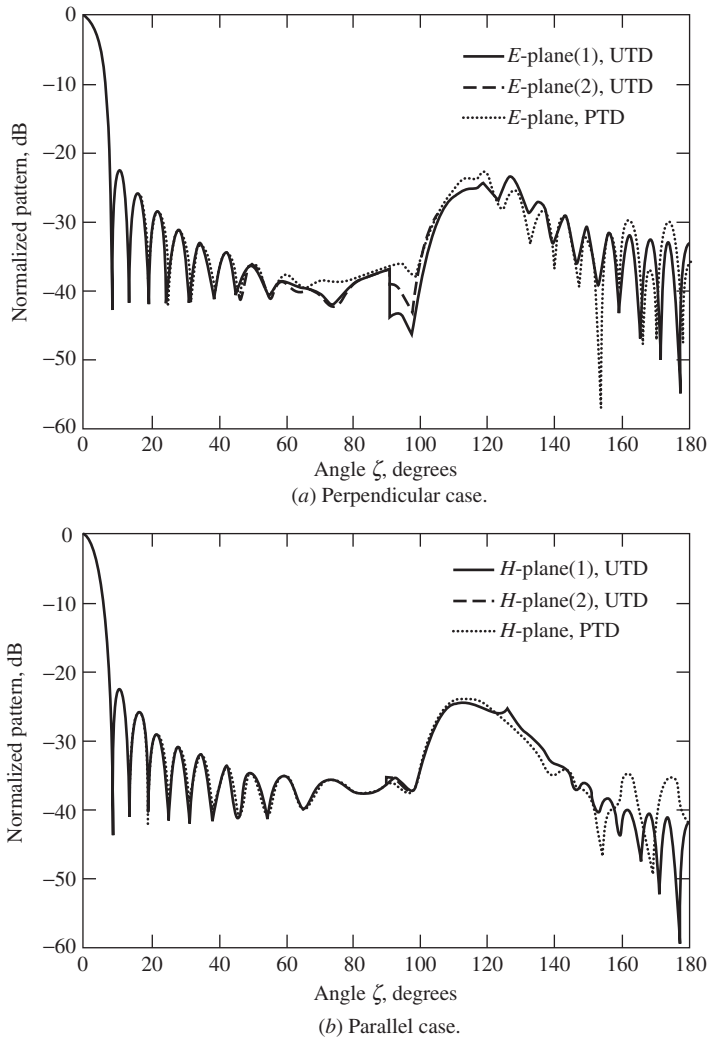 0
−10
−20
−30
−40
−50
−60
Normalized pattern, dB
E-plane(1), UTD
E-plane(2), UTD
E-plane, PTD
0 20 40 60 80 100 120 140 160 180
Angle ζ, degrees
(a) Perpendicular case.
0
−10
−20
−30
−40
−50
−60
Normalized pattern, dB
H-plane(1), UTD
H-plane(2), UTD
H-plane, PTD
0 20 40 60 80 100 120 140 160 180
Angle ζ, degrees
(b) Parallel case.